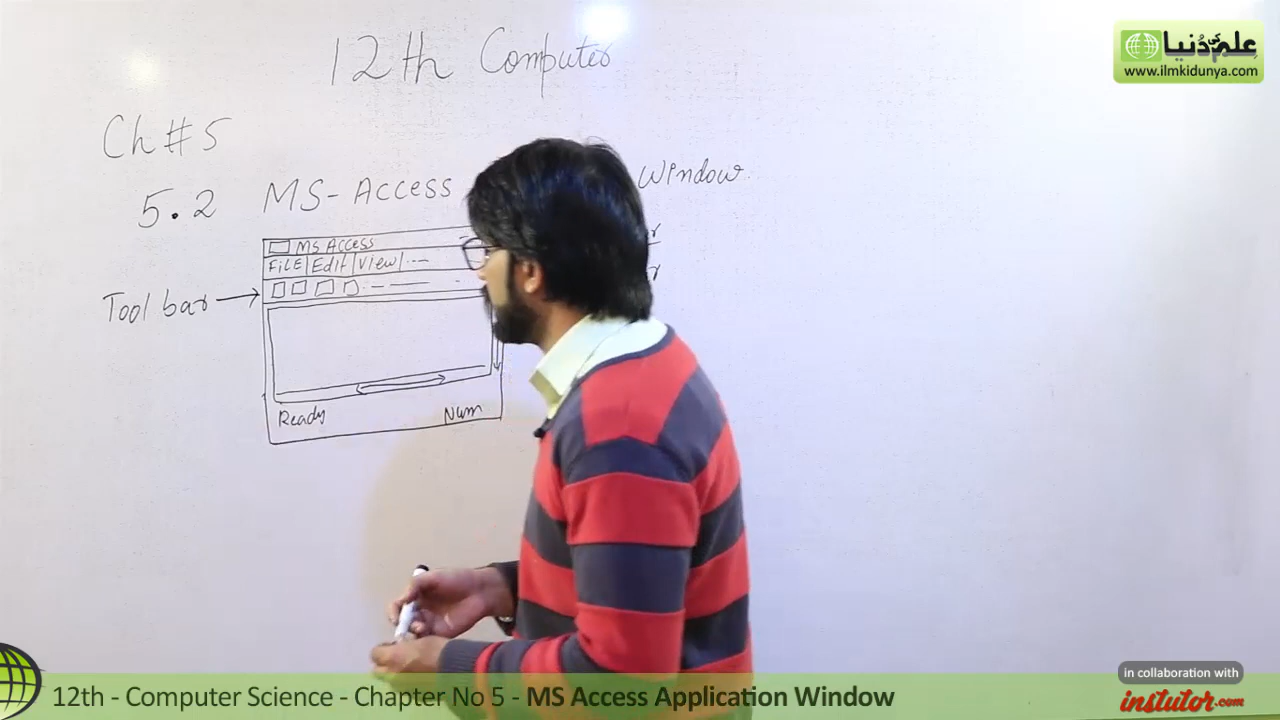 علم کی دنیا
www.ilmkidunya.com
12th Computer
Ch # 5
5.2 MS-Access Window
MS Access
File Edit View
Tool bar
Ready Num
in collaboration with
instutor.com
12th - Computer Science - Chapter No 5 - MS Access Application Window